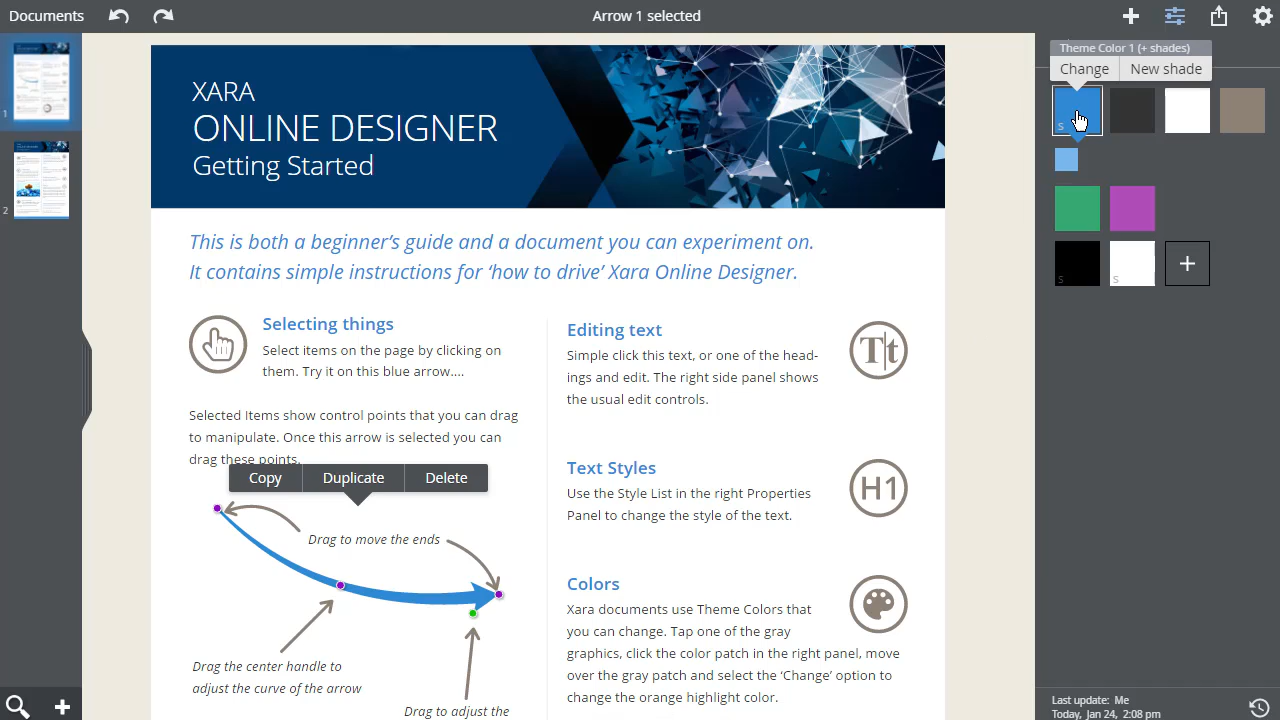 Documents
Arrow 1 selected
Theme Color 1 (+ shades)
Change
New shade
S
S
S
1
2
XARA
ONLINE DESIGNER
Getting Started
This is both a beginner's guide and a document you can experiment on.
It contains simple instructions for ‘how to drive’ Xara Online Designer.
Selecting things
Select items on the page by clicking on
them. Try it on this blue arrow....
Selected Items show control points that you can drag
to manipulate. Once this arrow is selected you can
drag these points.
Copy
Duplicate
Delete
Drag to move the ends
Drag the center handle to
adjust the curve of the arrow
Drag to adjust the
Editing text
Simple click this text, or one of the head-
ings and edit. The right side panel shows
the usual edit controls.
Tt
Text Styles
Use the Style List in the right Properties
Panel to change the style of the text.
H1
Colors
Xara documents use Theme Colors that
you can change. Tap one of the gray
graphics, click the color patch in the right panel, move
over the gray patch and select the ‘Change’ option to
change the orange highlight color.
Last update: Me
Today, Jan 24, 2:08 pm